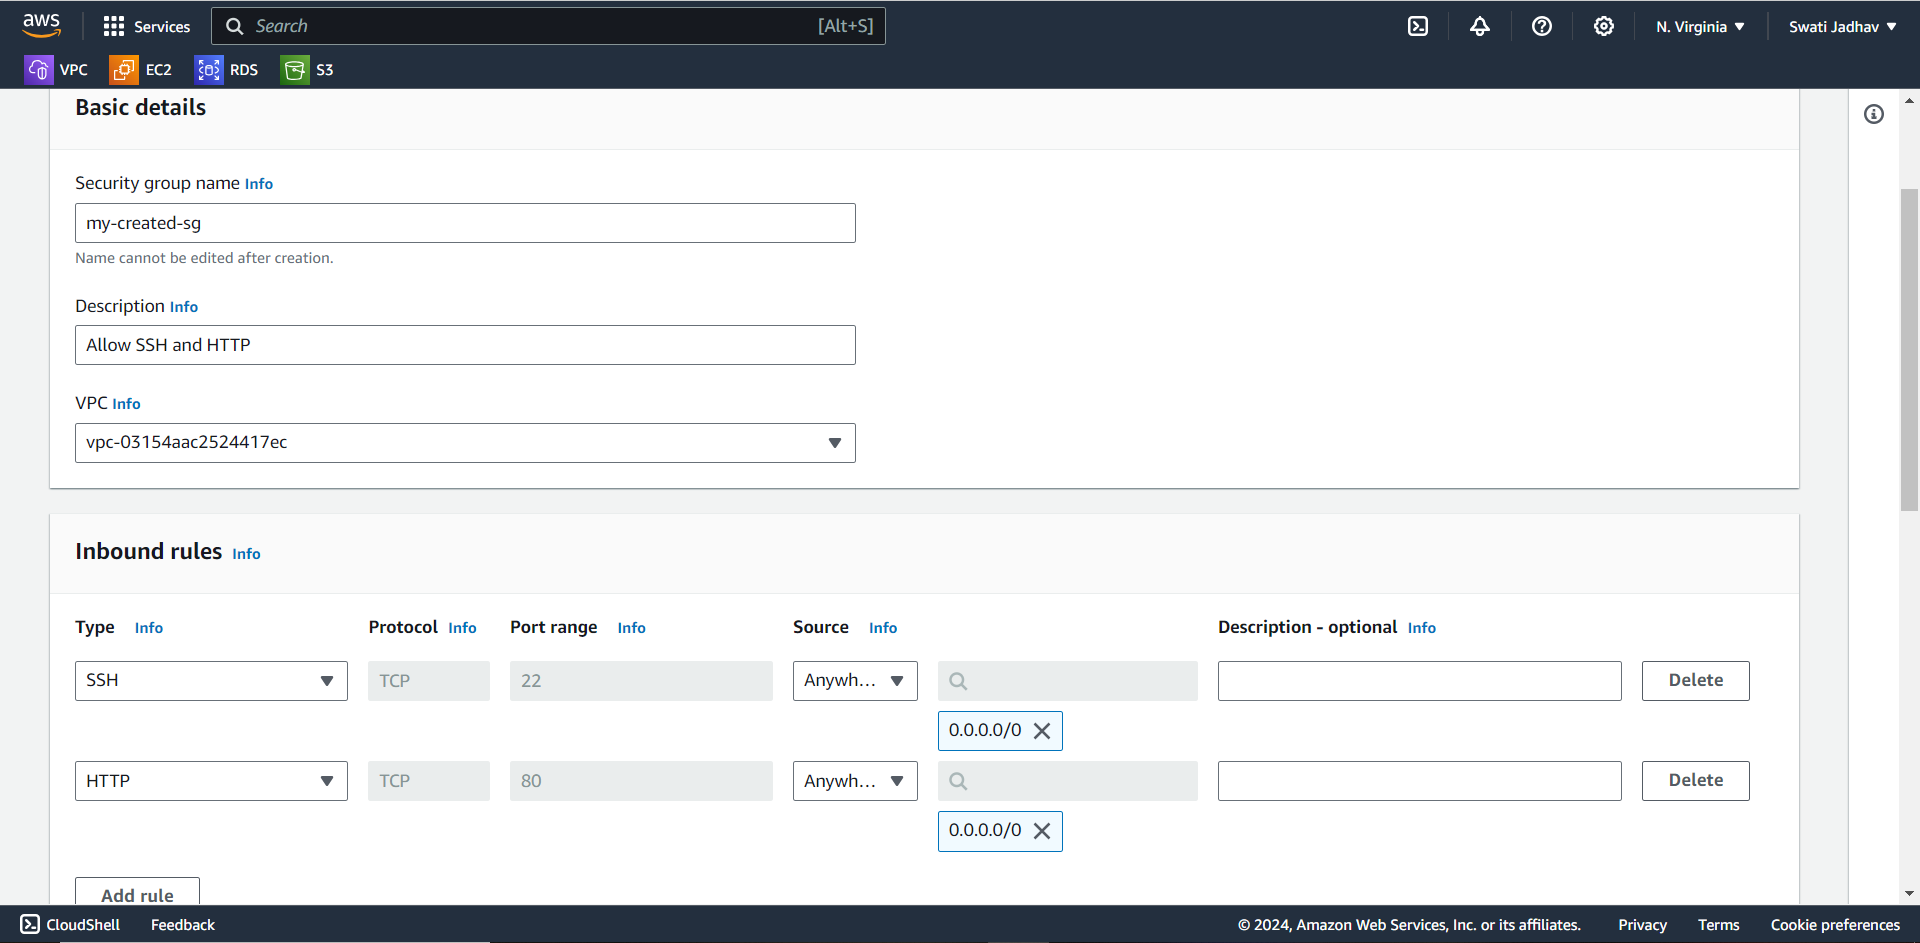 aws Services Search [Alt+S] N. Virginia Swati Jadhav
VPC EC2 RDS S3
Basic details
Security group name Info
my-created-sg
Name cannot be edited after creation.
Description Info
Allow SSH and HTTP
VPC Info
vpc-03154aac2524417ec
Inbound rules Info
Type Info Protocol Info Port range Info Source Info Description - optional Info
SSH TCP 22 Anywh... Delete
0.0.0.0/0
HTTP TCP 80 Anywh... Delete
0.0.0.0/0
Add rule
CloudShell Feedback © 2024, Amazon Web Services, Inc. or its affiliates. Privacy Terms Cookie preferences